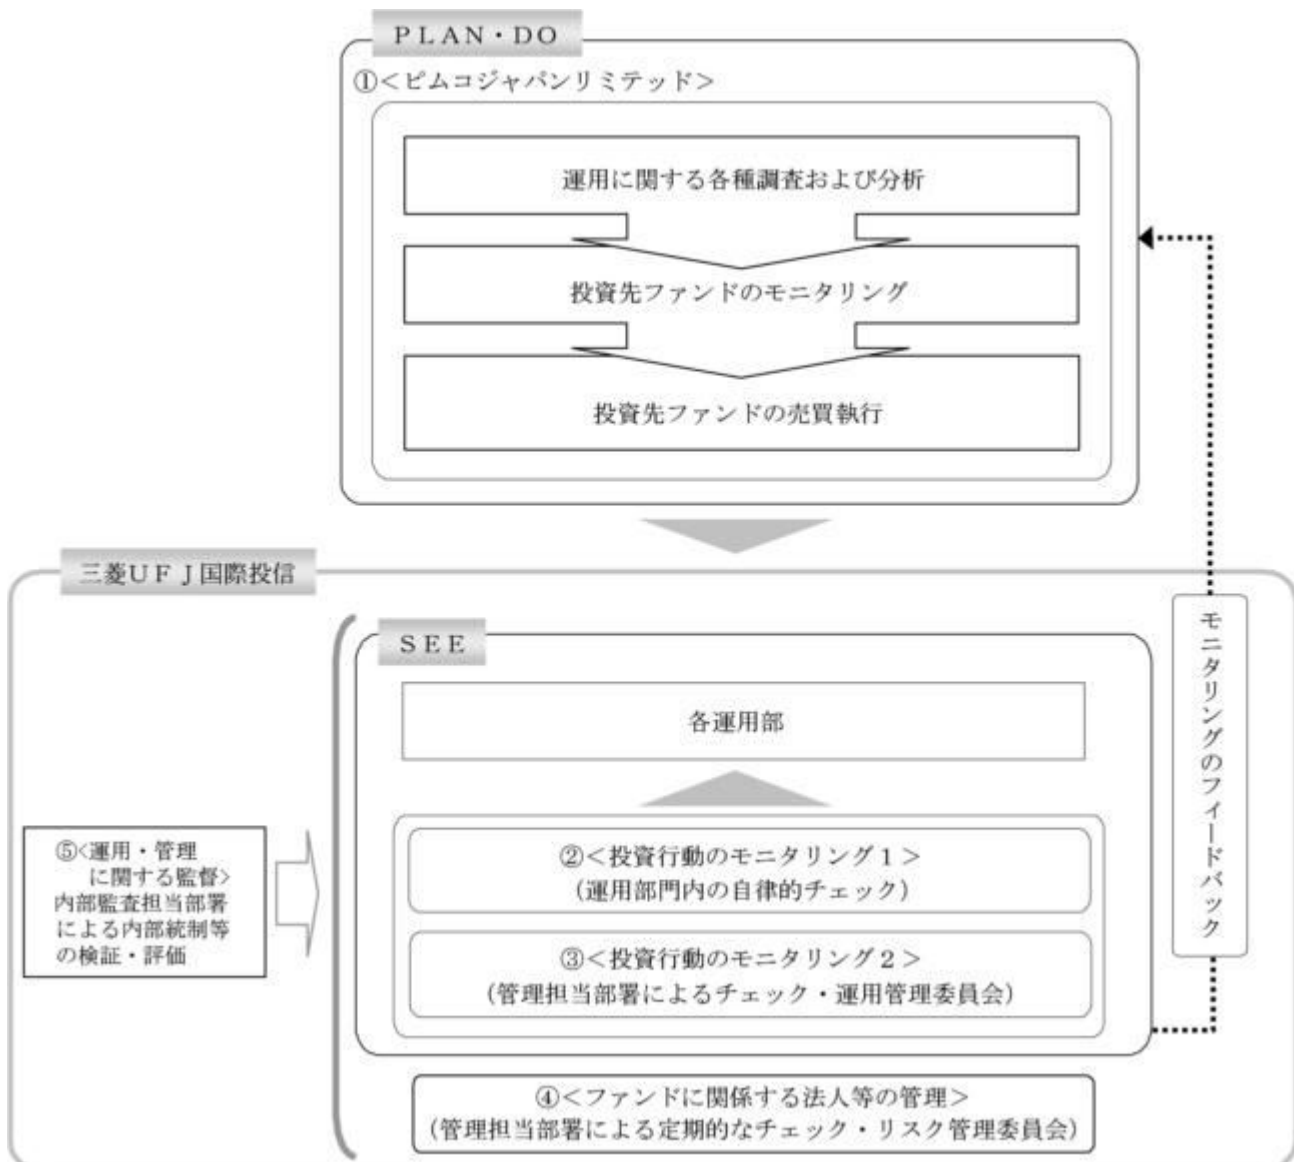 PLAN・DO
①<ピムコジャパンリミテッド>
運用に関する各種調査および分析
投資先ファンドのモニタリング
投資先ファンドの売買執行
三菱UFJ国際投信
SEE
各運用部
②<投資行動のモニタリング1>
(運用部門内の自律的チェック)
③<投資行動のモニタリング2>
(管理担当部署によるチェック・運用管理委員会)
④<ファンドに関係する法人等の管理>
(管理担当部署による定期的なチェック・リスク管理委員会)
⑤<運用・管理
に関する監督>
内部監査担当部署
による内部統制等
の検証・評価
モニタリングのフィードバック